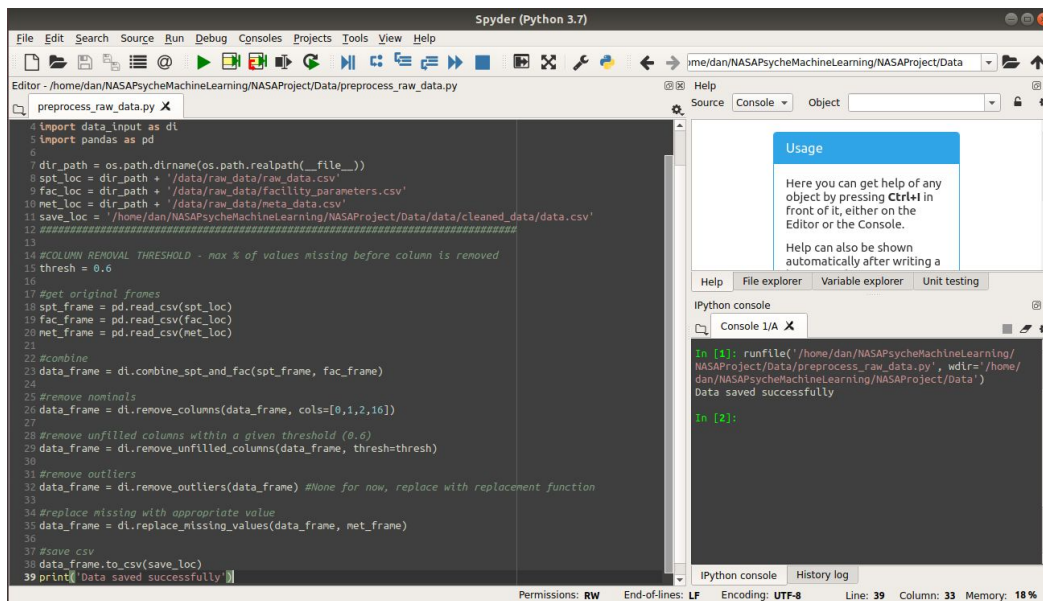 Spyder (Python 3.7)
File Edit Search Source Run Debug Consoles Projects Tools View Help
me/dan/NASAPsycheMachineLearning/NASAProject/Data
Editor - /home/dan/NASAPsycheMachineLearning/NASAProject/Data/preprocess_raw_data.py
preprocess_raw_data.py
4 import data_input as di
5 import pandas as pd
6
7 dir_path = os.path.dirname(os.path.realpath(__file__))
8 spt_loc = dir_path + '/data/raw_data/raw_data.csv'
9 fac_loc = dir_path + '/data/raw_data/facility_parameters.csv'
10 met_loc = dir_path + '/data/raw_data/meta_data.csv'
11 save_loc = '/home/dan/NASAPsycheMachineLearning/NASAProject/Data/data/cleaned_data/data.csv'
12 ################################################################################
13
14 #COLUMN REMOVAL THRESHOLD - max % of values missing before column is removed
15 thresh = 0.6
16
17 #get original frames
18 spt_frame = pd.read_csv(spt_loc)
19 fac_frame = pd.read_csv(fac_loc)
20 met_frame = pd.read_csv(met_loc)
21
22 #combine
23 data_frame = di.combine_spt_and_fac(spt_frame, fac_frame)
24
25 #remove nominals
26 data_frame = di.remove_columns(data_frame, cols=[0,1,2,16])
27
28 #remove unfilled columns within a given threshold (0.6)
29 data_frame = di.remove_unfilled_columns(data_frame, thresh=thresh)
30
31 #remove outliers
32 data_frame = di.remove_outliers(data_frame) #None for now, replace with replacement function
33
34 #replace missing with appropriate value
35 data_frame = di.replace_missing_values(data_frame, met_frame)
36
37 #save csv
38 data_frame.to_csv(save_loc)
39 print('Data saved successfully')
Help
Source Console Object
Usage
Here you can get help of any
object by pressing Ctrl+I in
front of it, either on the
Editor or the Console.
Help can also be shown
automatically after writing a
Help File explorer Variable explorer Unit testing
IPython console
Console 1/A
In [1]: runfile('/home/dan/NASAPsycheMachineLearning/
NASAProject/Data/preprocess_raw_data.py', wdir='/home/
dan/NASAPsycheMachineLearning/NASAProject/Data')
Data saved successfully
In [2]:
IPython console History log
Permissions: RW End-of-lines: LF Encoding: UTF-8 Line: 39 Column: 33 Memory: 18 %